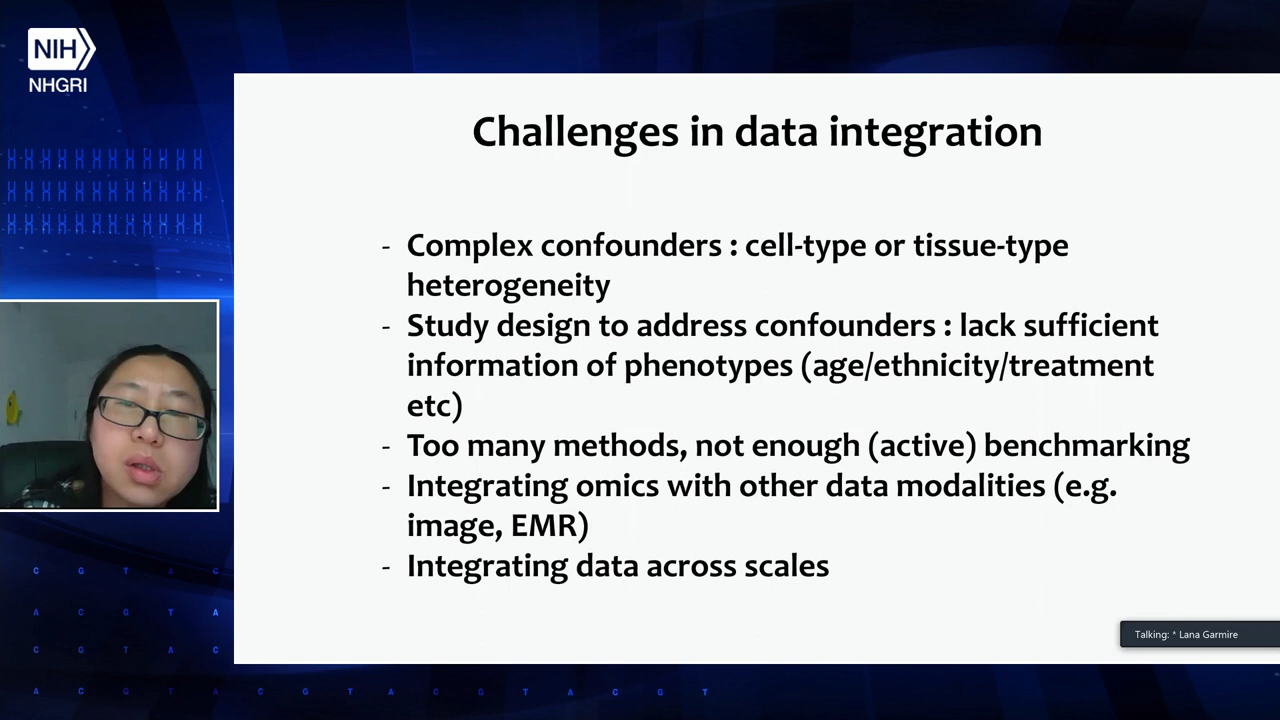 NIH
NHGRI
Challenges in data integration
- Complex confounders : cell-type or tissue-type
heterogeneity
- Study design to address confounders : lack sufficient
information of phenotypes (age/ethnicity/treatment
etc)
- Too many methods, not enough (active) benchmarking
- Integrating omics with other data modalities (e.g.
image, EMR)
- Integrating data across scales
Talking: * Lana Garmire
C G T A C
A C G T A
C G T A C
A C G T A C G T A C G T A C G T